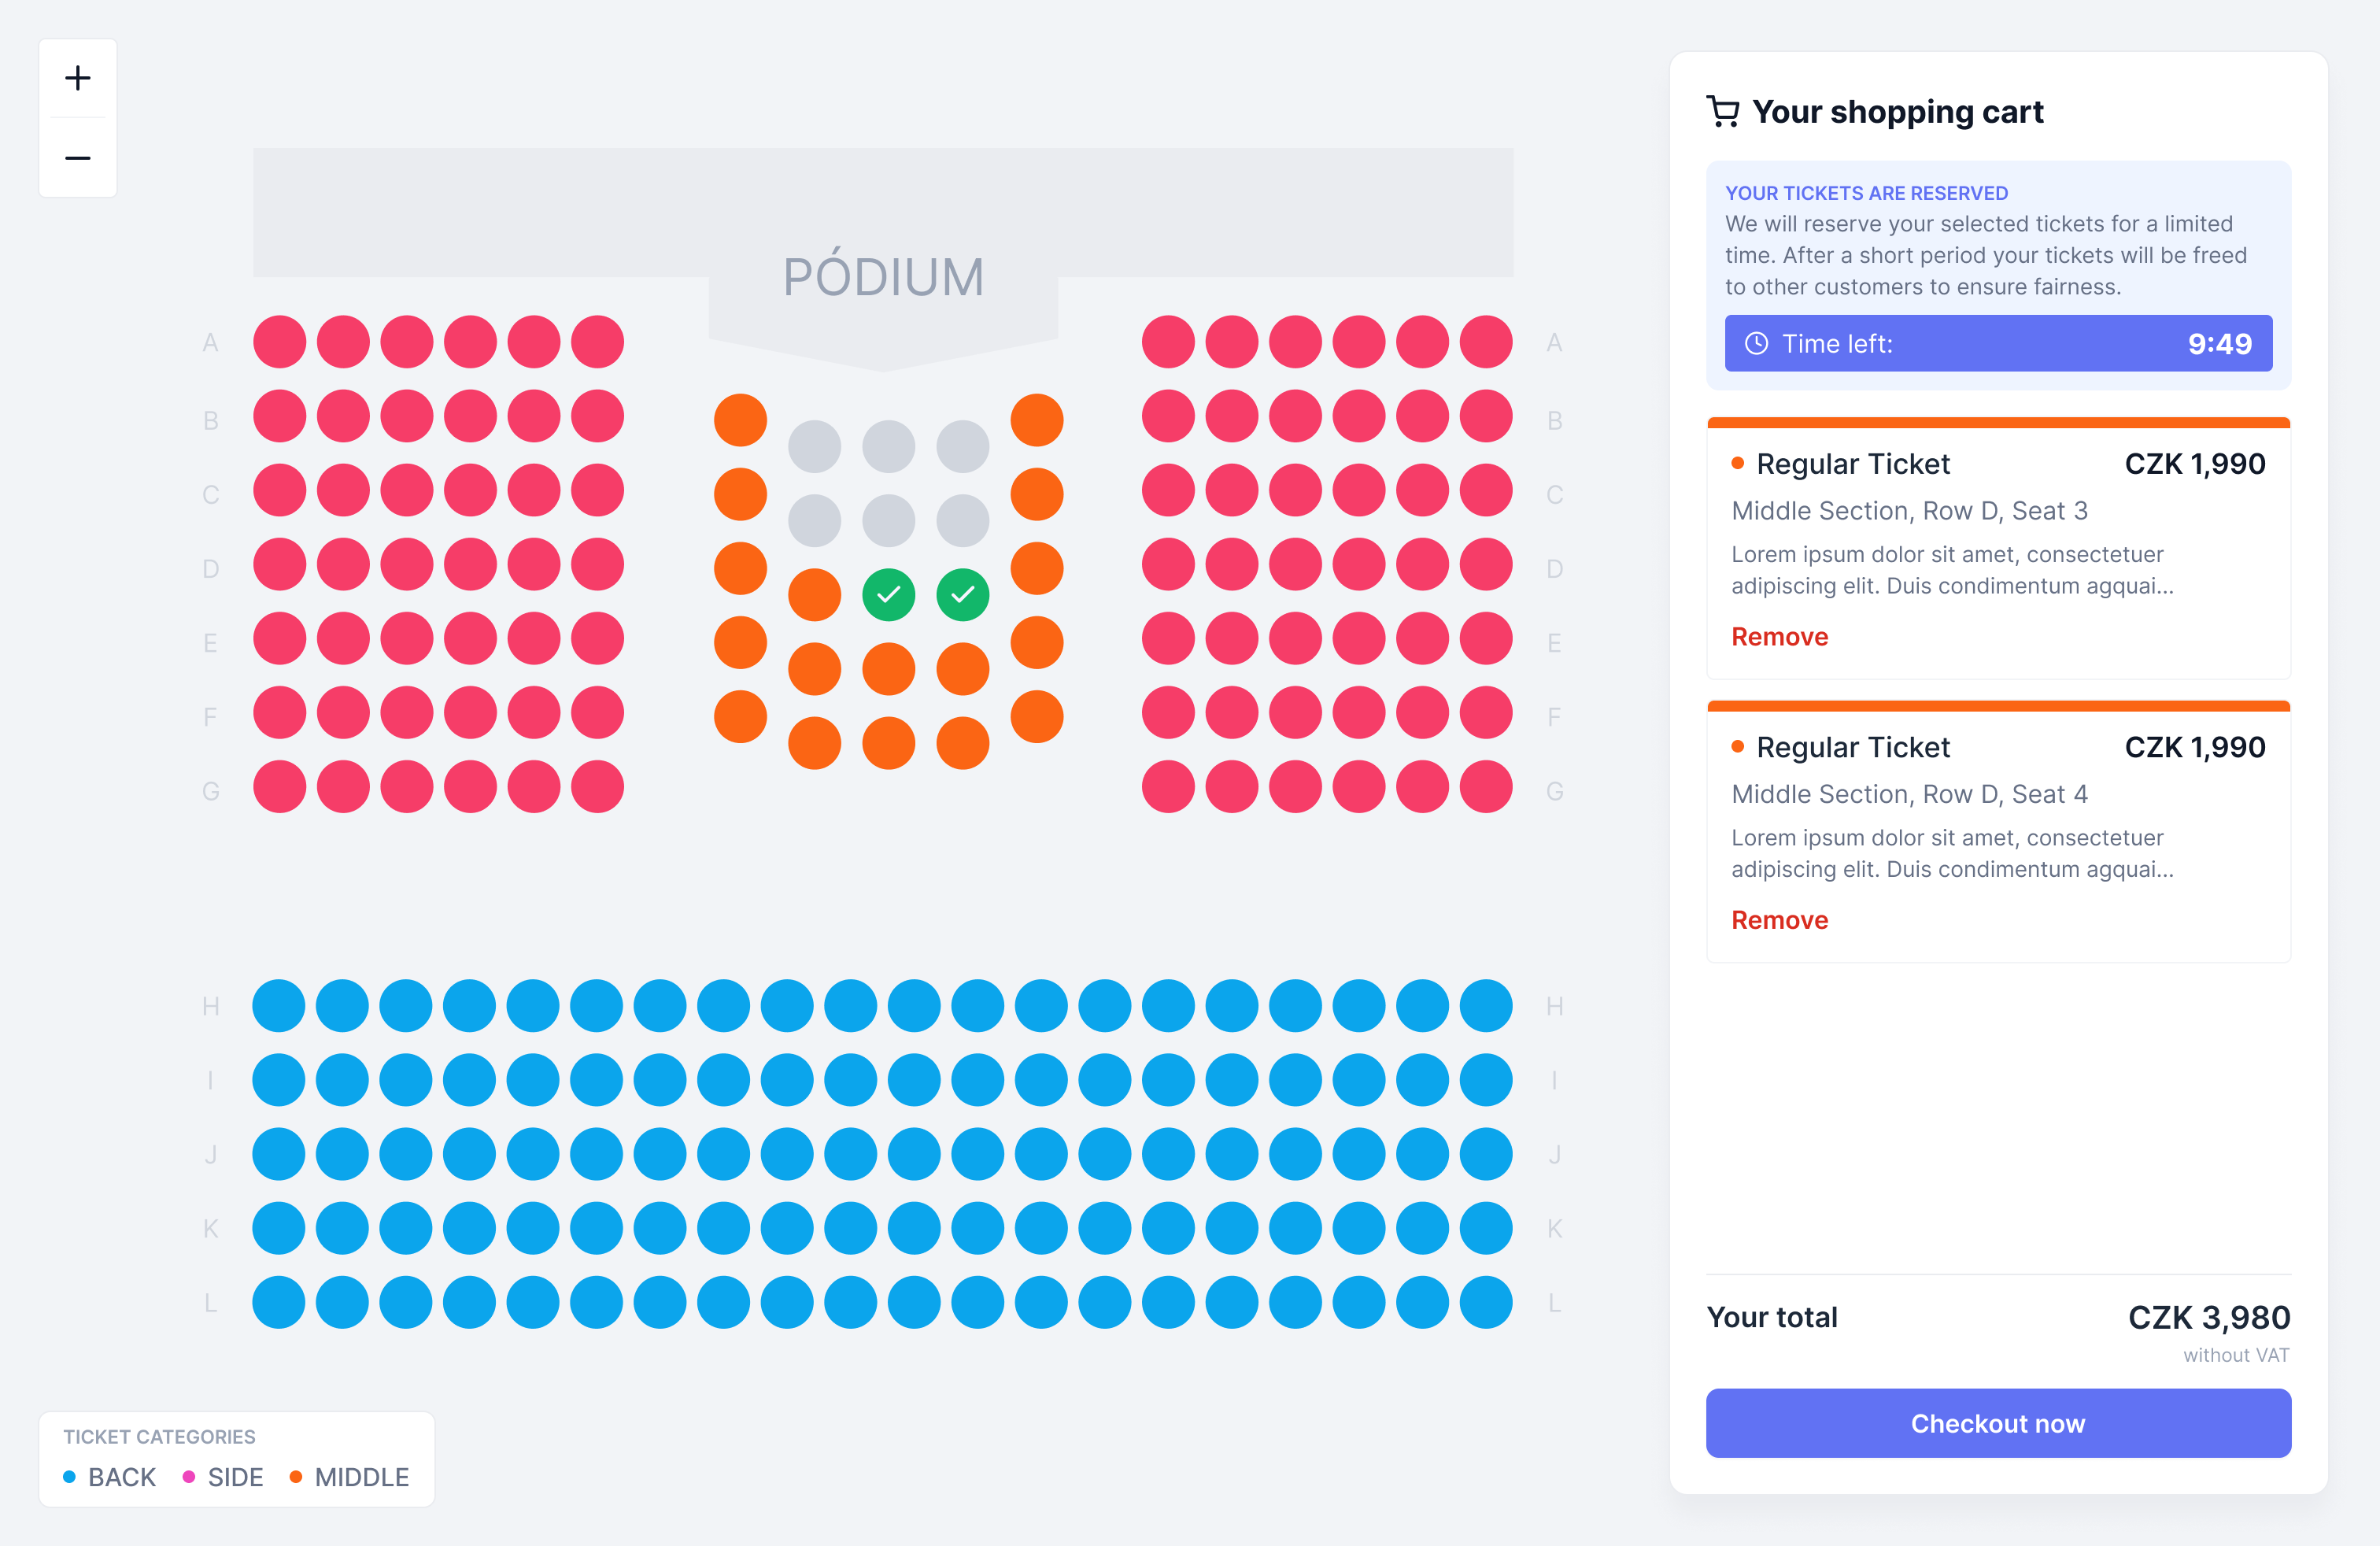 PÓDIUM
A A
B B
C C
D D
E E
F F
G G
H H
I I
J J
K K
L L
TICKET CATEGORIES
BACK SIDE MIDDLE
Your shopping cart
YOUR TICKETS ARE RESERVED
We will reserve your selected tickets for a limited
time. After a short period your tickets will be freed
to other customers to ensure fairness.
Time left: 9:49
Regular Ticket CZK 1,990
Middle Section, Row D, Seat 3
Lorem ipsum dolor sit amet, consectetuer
adipiscing elit. Duis condimentum agquai...
Remove
Regular Ticket CZK 1,990
Middle Section, Row D, Seat 4
Lorem ipsum dolor sit amet, consectetuer
adipiscing elit. Duis condimentum agquai...
Remove
Your total CZK 3,980
without VAT
Checkout now